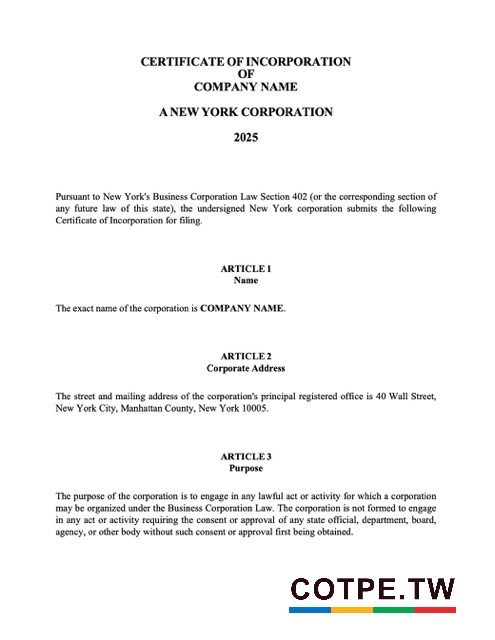 CERTIFICATE OF INCORPORATION
OF
COMPANY NAME
A NEW YORK CORPORATION
2025
Pursuant to New York's Business Corporation Law Section 402 (or the corresponding section of
any future law of this state), the undersigned New York corporation submits the following
Certificate of Incorporation for filing.
ARTICLE 1
Name
The exact name of the corporation is COMPANY NAME.
ARTICLE 2
Corporate Address
The street and mailing address of the corporation's principal registered office is 40 Wall Street,
New York City, Manhattan County, New York 10005.
ARTICLE 3
Purpose
The purpose of the corporation is to engage in any lawful act or activity for which a corporation
may be organized under the Business Corporation Law. The corporation is not formed to engage
in any act or activity requiring the consent or approval of any state official, department, board,
agency, or other body without such consent or approval first being obtained.
COTPE.TW